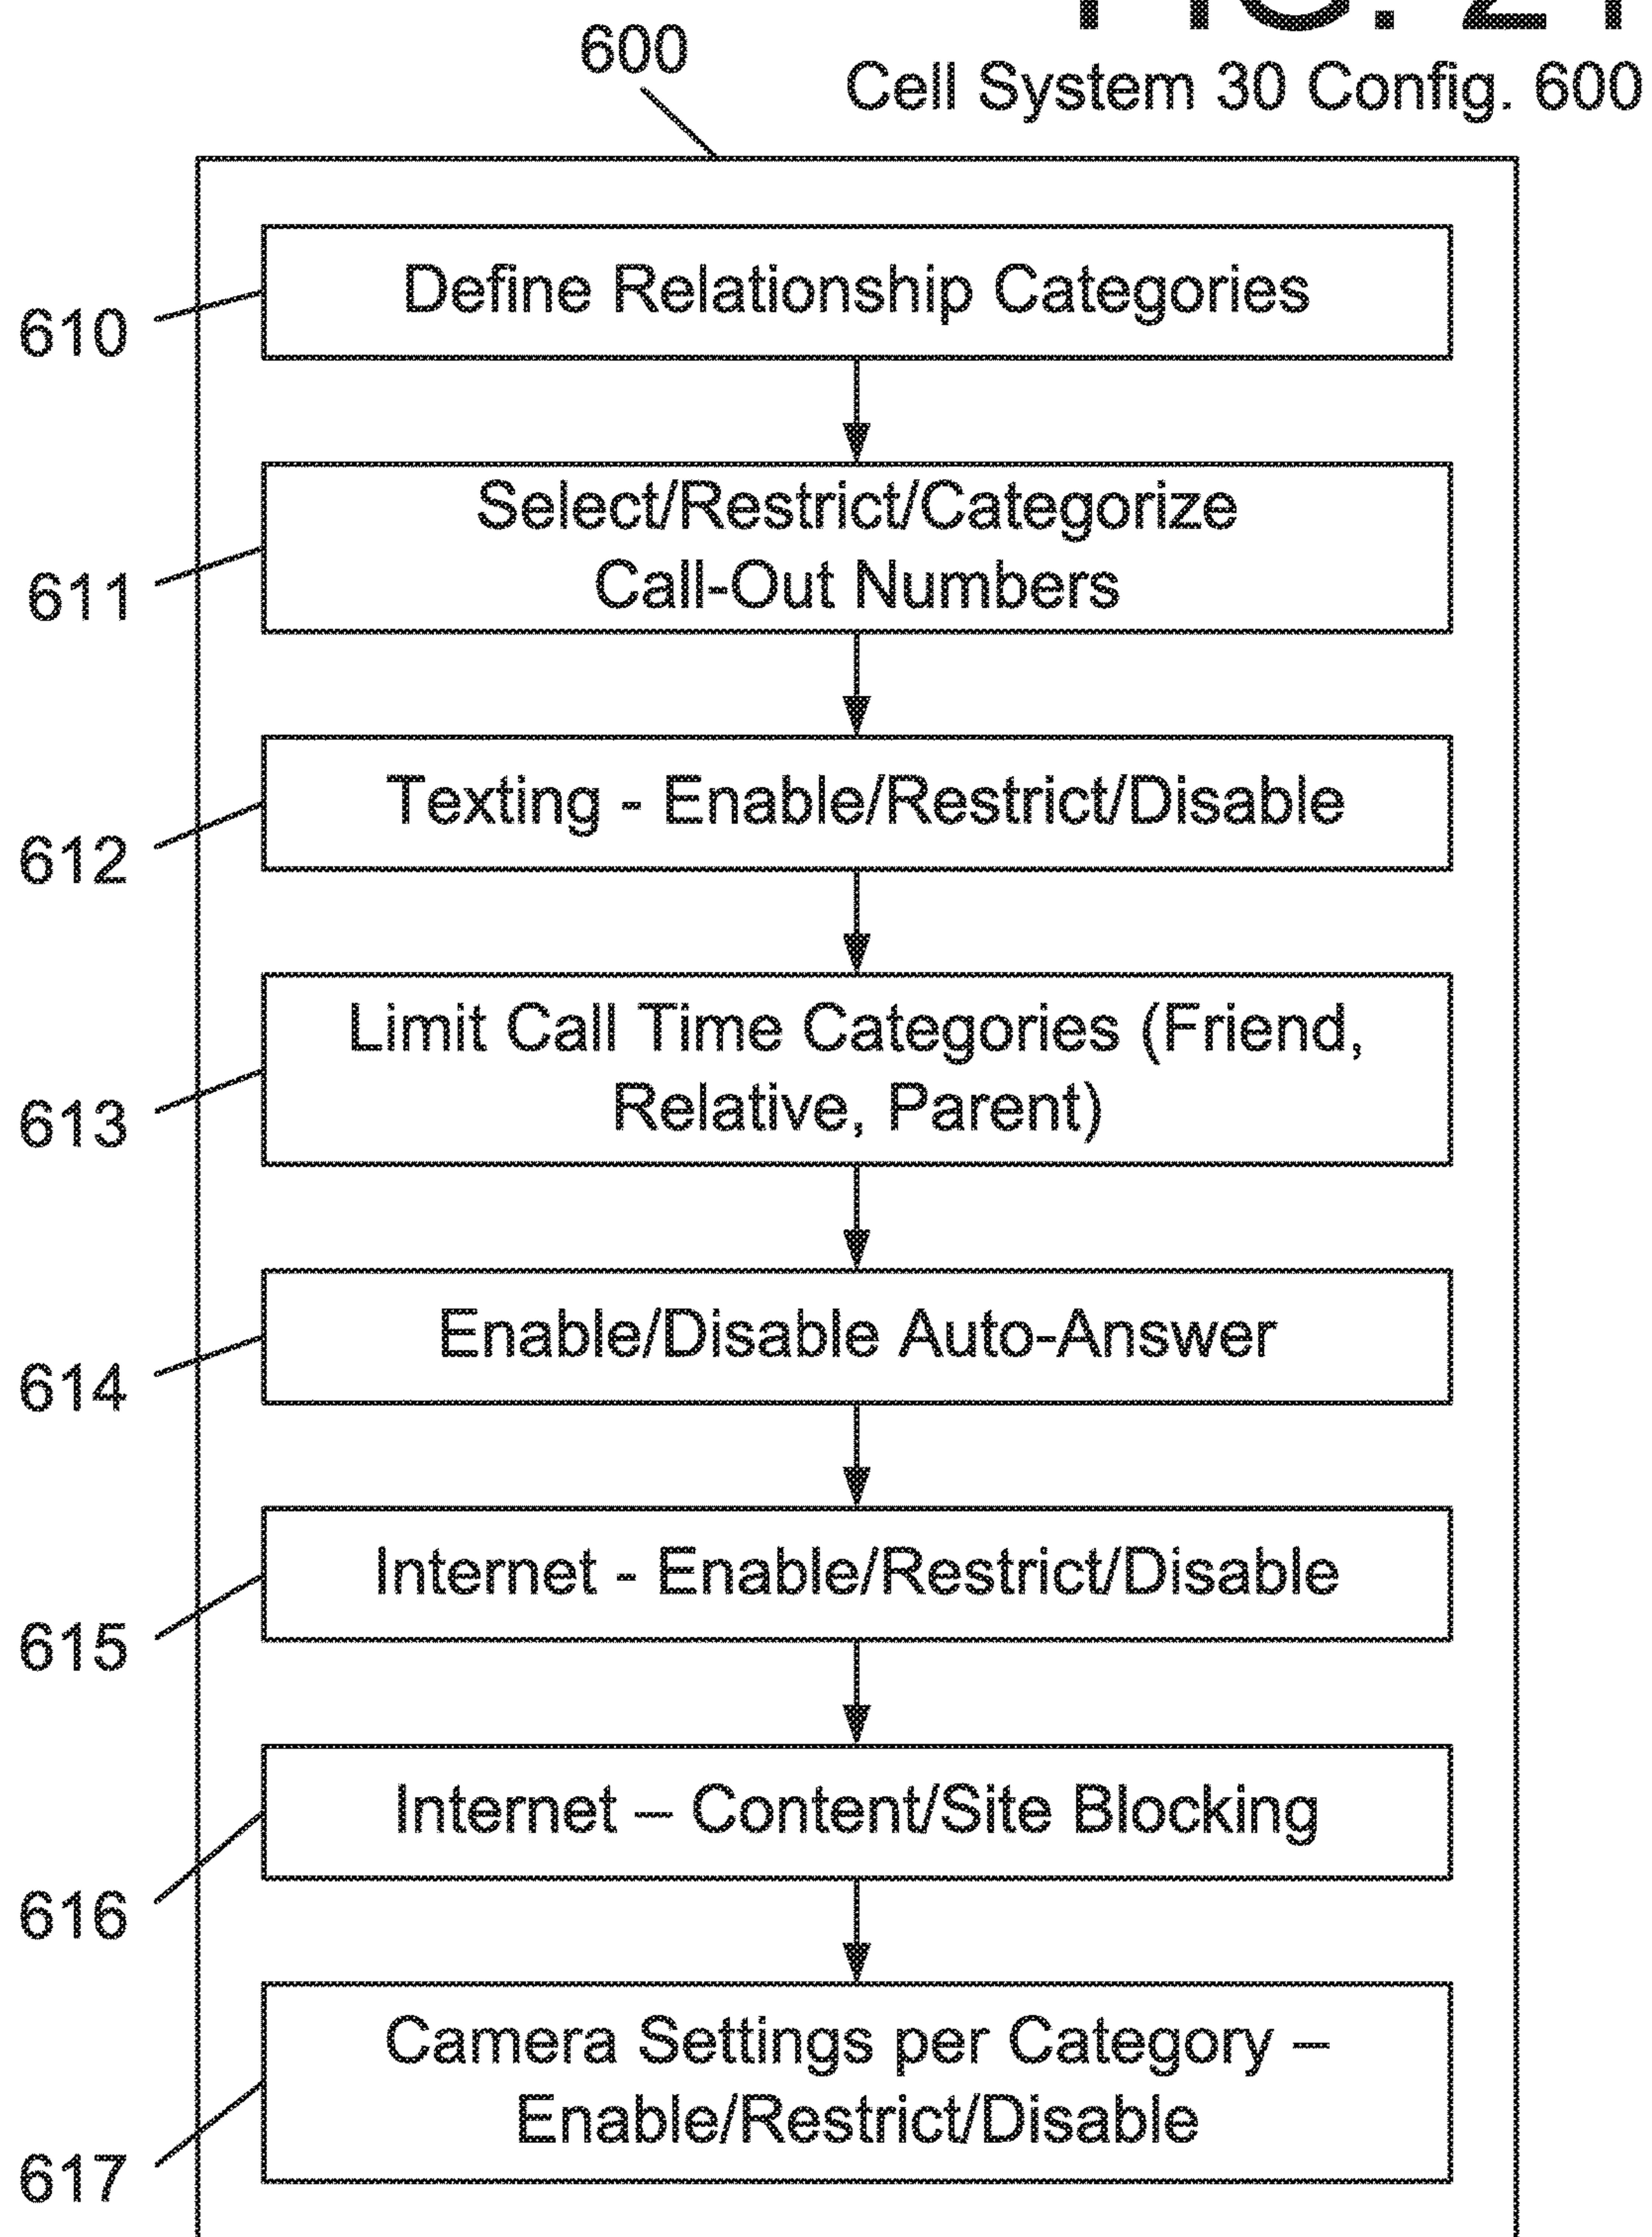 FIG. 21
600
Cell System 30 Config. 600
610
Define Relationship Categories
611
Select/Restrict/Categorize
Call-Out Numbers
612
Texting - Enable/Restrict/Disable
613
Limit Call Time Categories (Friend,
Relative, Parent)
614
Enable/Disable Auto-Answer
615
Internet - Enable/Restrict/Disable
616
Internet – Content/Site Blocking
617
Camera Settings per Category –
Enable/Restrict/Disable